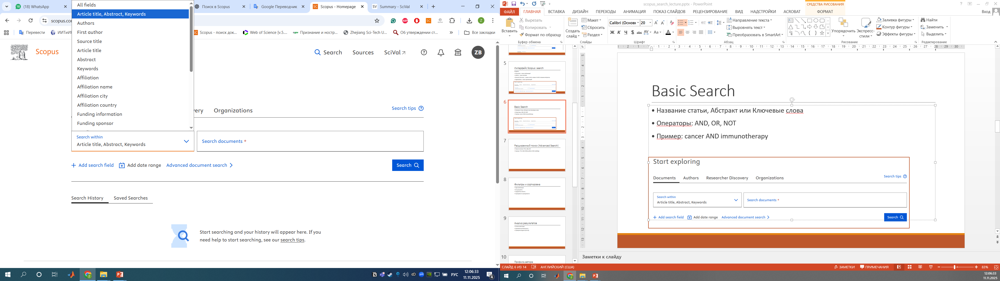 (18) WhatsApp
Поиск в Scopus
Google Переводчик
Scopus - Homepage
Summary - SciVal
scopus.co
Перевести
ИИТиИР
Scopus - поиск док...
Web of Science [v.5....
Признание и ностр...
Zhejiang Sci-Tech U...
Об утверждении ст...
Все закладки
All fields
Article title, Abstract, Keywords
Authors
First author
Source title
Article title
Abstract
Keywords
Affiliation
Affiliation name
Affiliation city
Affiliation country
Funding information
Funding sponsor
Scopus
Search
Sources
SciVal
ZB
very
Organizations
Search tips
Search within
Article title, Abstract, Keywords
Search documents *
Add search field
Add date range
Advanced document search
Search
Search History
Saved Searches
Start searching and your history will appear here. If you
need help to start searching, see our search tips.
РУС
12:06:33
11.11.2025
4
scopus_search_lecture.pptx - PowerPoint
СРЕДСТВА РИСОВАНИЯ
ФАЙЛ
ГЛАВНАЯ
ВСТАВКА
ДИЗАЙН
ПЕРЕХОДЫ
АНИМАЦИЯ
ПОКАЗ СЛАЙДОВ
РЕЦЕНЗИРОВАНИЕ
ВИД
НАДСТРОЙКИ
ACROBAT
ФОРМАТ
Вход
Вставить
Вырезать
Копировать
Формат по образцу
Буфер обмена
Создать
слайд
Макет
Сбросить
Раздел
Слайды
Calibri (Основн
20
Ж К Ч S abc AV Aa A
Шрифт
Направление текста
Выровнять текст
Преобразовать в SmartArt
Абзац
Упорядочить
Экспресс-
стили
Заливка фигуры
Контур фигуры
Эффекты фигуры
Рисование
Найти
Заменить
Выделить
Редактирование
5
Интерфейс Scopus: search
6
Basic Search
7
Расширенный поиск (Advanced Search)
8
Фильтры и сортировка
9
Анализ результатов
10
Профиль автора
Basic Search
• Название статьи, Абстракт или Ключевые слова
• Операторы: AND, OR, NOT
• Пример: cancer AND immunotherapy
Start exploring
Documents
Authors
Researcher Discovery
Organizations
Search tips
Search within
Article title, Abstract, Keywords
Search documents *
Add search field
Add date range
Advanced document search
Search
Заметки к слайду
СЛАЙД 6 ИЗ 14
АНГЛИЙСКИЙ (США)
ЗАМЕТКИ
ПРИМЕЧАНИЯ
83%
12:06:33
11.11.2025